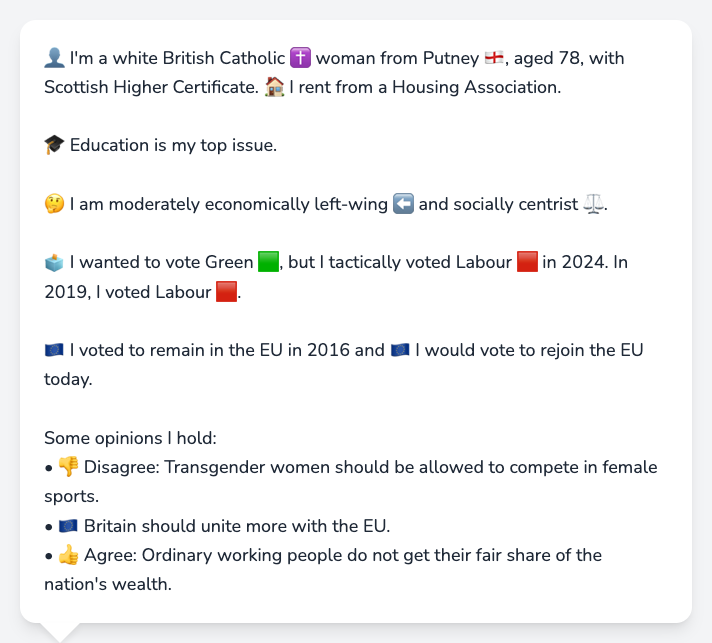 👤 I'm a white British Catholic ✝️ woman from Putney 🏴󠁧󠁢󠁥󠁮󠁧󠁿, aged 78, with
Scottish Higher Certificate. 🏠 I rent from a Housing Association.
🎓 Education is my top issue.
🤔 I am moderately economically left-wing ⬅️ and socially centrist ⚖️.
🗳️ I wanted to vote Green 🟩, but I tactically voted Labour 🟥 in 2024. In
2019, I voted Labour 🟥.
🇪🇺 I voted to remain in the EU in 2016 and 🇪🇺 I would vote to rejoin the EU
today.
Some opinions I hold:
• 👎 Disagree: Transgender women should be allowed to compete in female
sports.
• 🇪🇺 Britain should unite more with the EU.
• 👍 Agree: Ordinary working people do not get their fair share of the
nation's wealth.